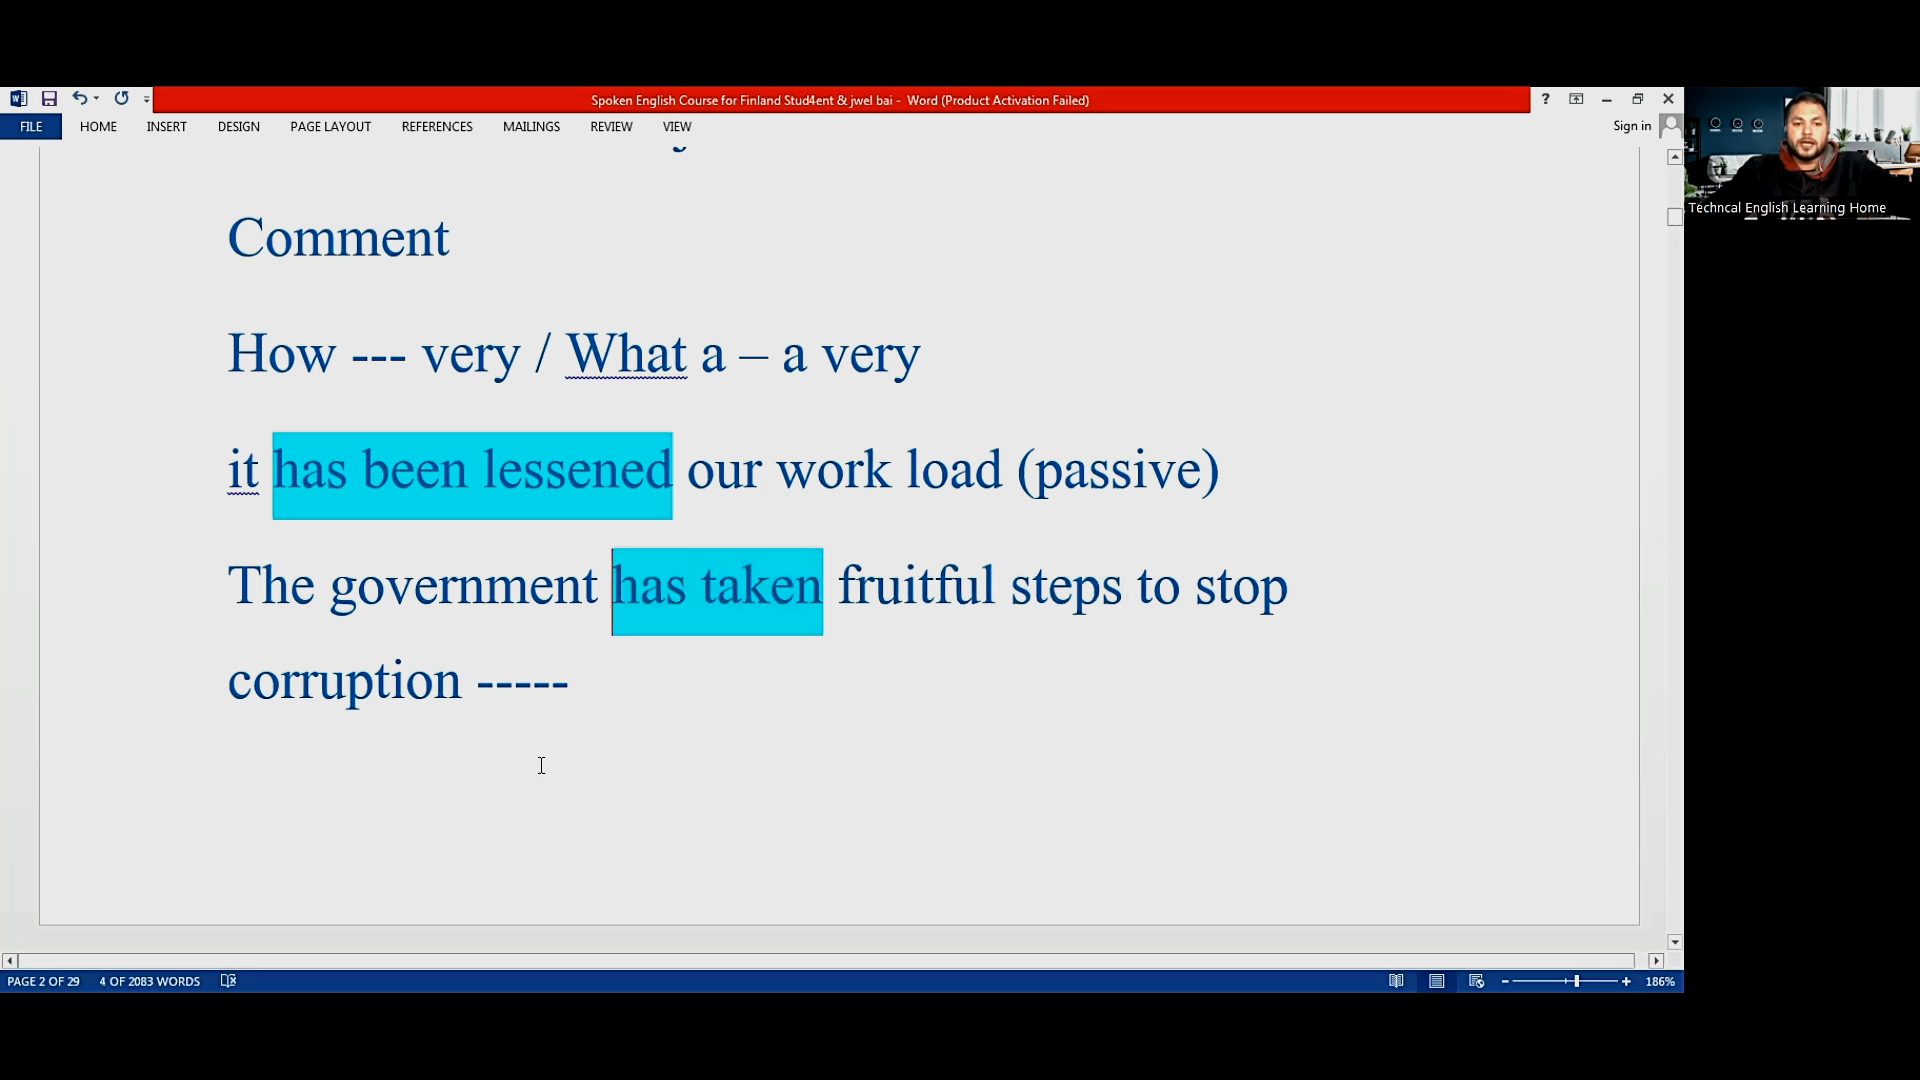 Spoken English Course for Finland Stud4ent & jwel bai - Word (Product Activation Failed)
?
FILE HOME INSERT DESIGN PAGE LAYOUT REFERENCES MAILINGS REVIEW VIEW
Sign in
Techncal English Learning Home
Comment
How --- very / What a – a very
it has been lessened our work load (passive)
The government has taken fruitful steps to stop
corruption -----
PAGE 2 OF 29 4 OF 2083 WORDS
186%